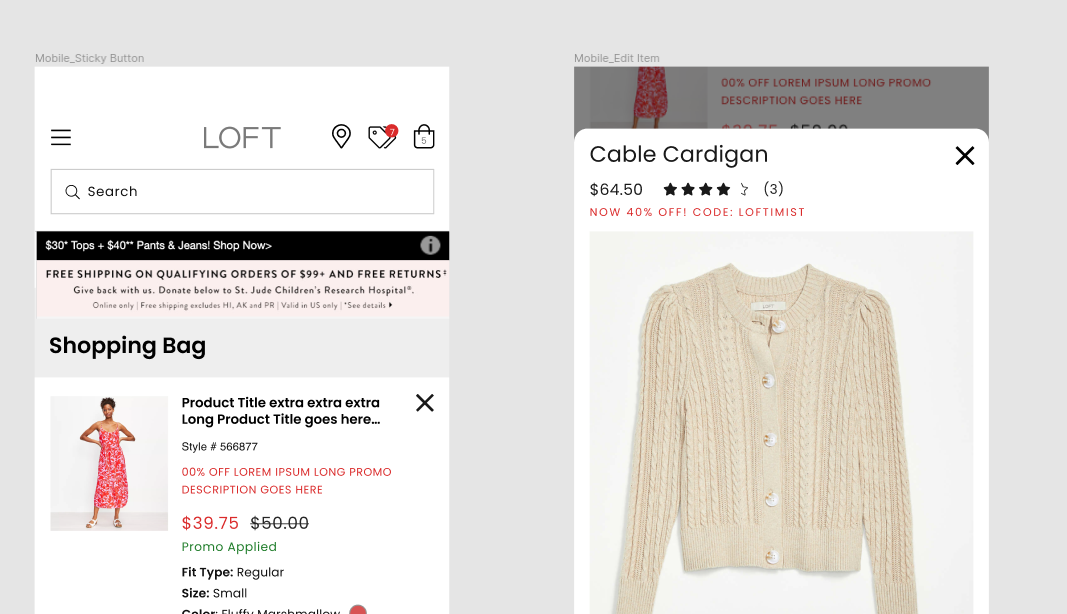 Mobile_Sticky Button
LOFT
7
5
Search
$30* Tops + $40** Pants & Jeans! Shop Now>
FREE SHIPPING ON QUALIFYING ORDERS OF $99+ AND FREE RETURNS‡
Give back with us. Donate below to St. Jude Children's Research Hospital®.
Online only | Free shipping excludes HI, AK and PR | Valid in US only | *See details
Shopping Bag
Product Title extra extra extra
Long Product Title goes here...
Style # 566877
00% OFF LOREM IPSUM LONG PROMO
DESCRIPTION GOES HERE
$39.75 $50.00
Promo Applied
Fit Type: Regular
Size: Small
Color: Fluffy Marshmallow
Mobile_Edit Item
00% OFF LOREM IPSUM LONG PROMO
DESCRIPTION GOES HERE
$39.75 $50.00
Cable Cardigan
$64.50 (3)
NOW 40% OFF! CODE: LOFTIMIST
LOFT